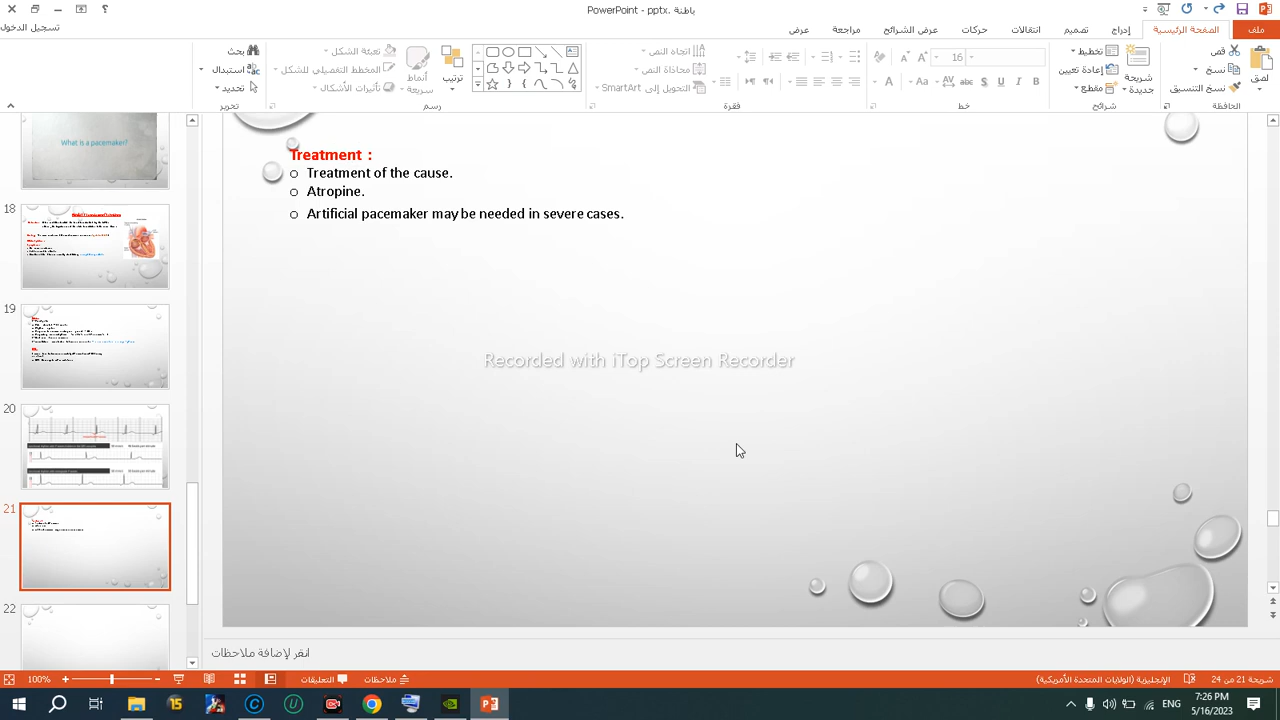 باطنة .pptx - PowerPoint
تسجيل الدخول
ملف
الصفحة الرئيسية
إدراج
تصميم
انتقالات
حركات
عرض الشرائح
مراجعة
عرض
لصق
قص
نسخ
نسخ التنسيق
الحافظة
شريحة جديدة
تخطيط
إعادة تعيين
مقطع
شرائح
16
خط
اتجاه النص
محاذاة النص
التحويل إلى SmartArt
فقرة
ترتيب
أنماط سريعة
تعبئة الشكل
المخطط التفصيلي للشكل
تأثيرات الأشكال
رسم
بحث
استبدال
تحديد
تحرير
What is a pacemaker?
18
19
20
21
22
Treatment :
o Treatment of the cause.
o Atropine.
o Artificial pacemaker may be needed in severe cases.
Recorded with iTop Screen Recorder
انقر لإضافة ملاحظات
شريحة 21 من 24
الإنجليزية (الولايات المتحدة الأمريكية)
ملاحظات
التعليقات
100%
ENG
7:26 PM
5/16/2023